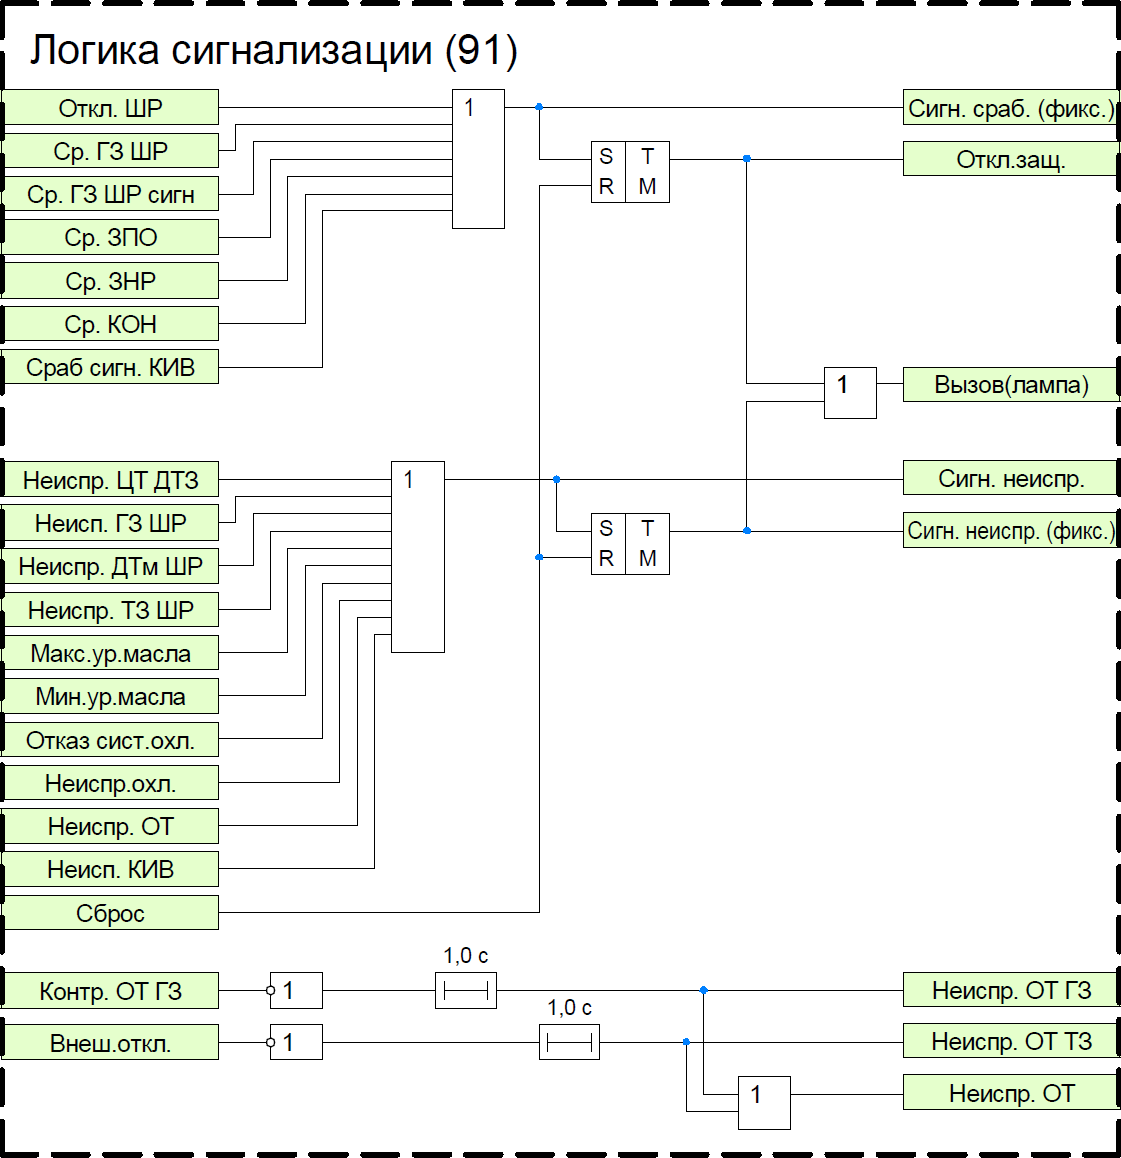 Логика сигнализации (91)
Откл. ШР
1
Сигн. сраб. (фикс.)
Ср. ГЗ ШР
S T
R M
Откл.защ.
Ср. ГЗ ШР сигн
Ср. ЗПО
Ср. ЗНР
Ср. КОН
Сраб сигн. КИВ
1
Вызов(лампа)
Неиспр. ЦТ ДТЗ
1
Сигн. неиспр.
Неисп. ГЗ ШР
S T
R M
Сигн. неиспр. (фикс.)
Неиспр. ДТм ШР
Неиспр. ТЗ ШР
Макс.ур.масла
Мин.ур.масла
Отказ сист.охл.
Неиспр.охл.
Неиспр. ОТ
Неисп. КИВ
Сброс
1,0 с
Контр. ОТ ГЗ
1
Неиспр. ОТ ГЗ
1,0 с
Внеш.откл.
1
Неиспр. ОТ ТЗ
1
Неиспр. ОТ